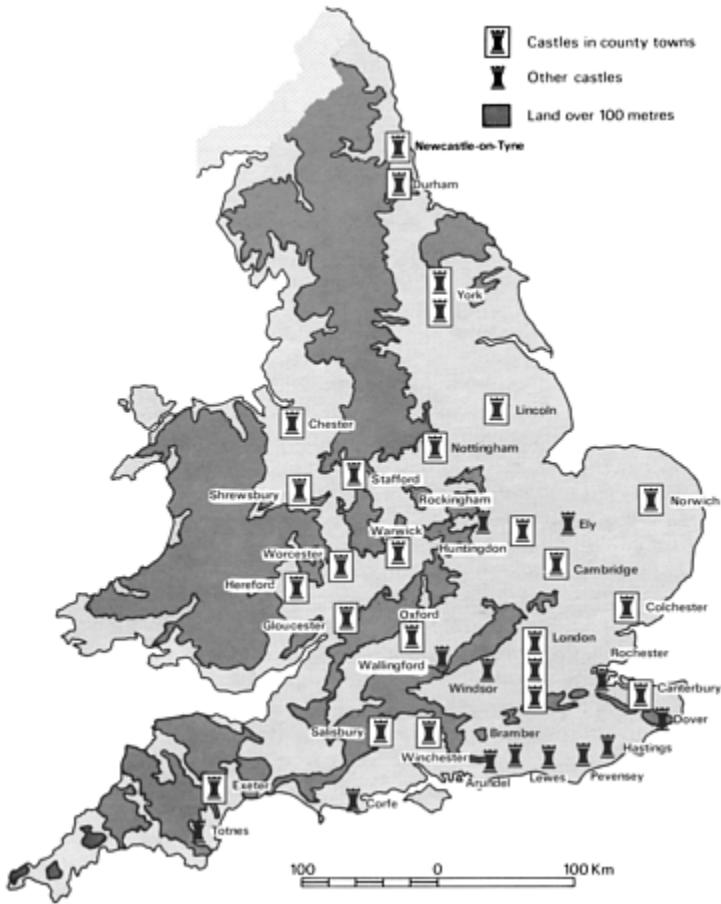 Castles in county towns
Other castles
Land over 100 metres
Newcastle-on-Tyne
Durham
York
Lincoln
Chester
Nottingham
Stafford
Shrewsbury
Rockingham
Norwich
Ely
Warwick
Huntingdon
Worcester
Cambridge
Hereford
Colchester
Gloucester
Oxford
London
Rochester
Wallingford
Windsor
Canterbury
Dover
Salisbury
Bramber
Winchester
Hastings
Arundel
Lewes
Pevensey
Exeter
Corfe
Totnes
100 0 100 Km